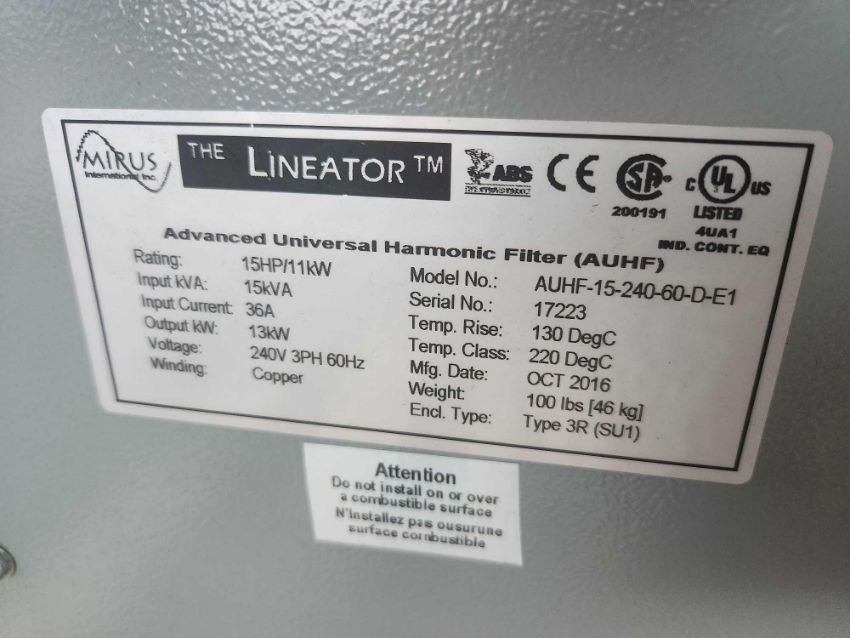 MIRUS
International Inc.
THE LINEATOR™
ABS
CE
SA
200191
C UL US
LISTED
4UA1
IND. CONT. EQ
Advanced Universal Harmonic Filter (AUHF)
Rating: 15HP/11kW
Input kVA: 15kVA
Input Current: 36A
Output kW: 13kW
Voltage: 240V 3PH 60Hz
Winding: Copper
Model No.: AUHF-15-240-60-D-E1
Serial No.: 17223
Temp. Rise: 130 DegC
Temp. Class: 220 DegC
Mfg. Date: OCT 2016
Weight: 100 lbs [46 kg]
Encl. Type: Type 3R (SU1)
Attention
Do not install on or over
a combustible surface
N'Installez pas ousurune
surface combustible